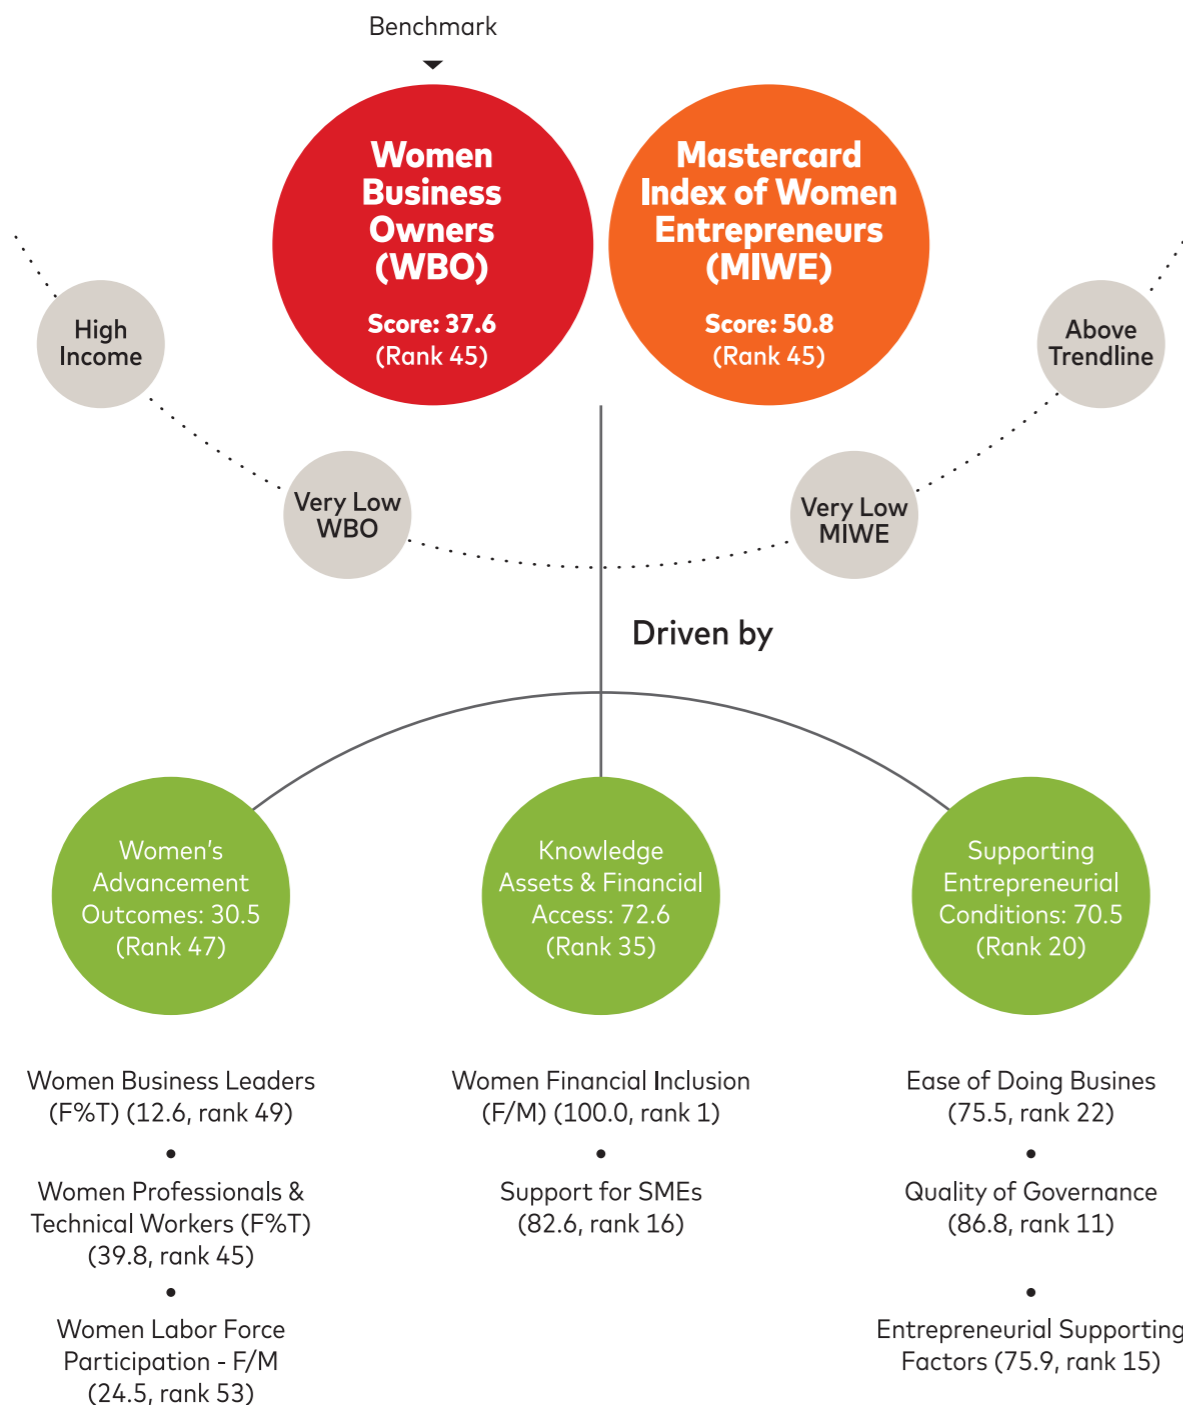 Benchmark
Women
Business
Owners
(WBO)
Score: 37.6
(Rank 45)
Mastercard
Index of Women
Entrepreneurs
(MIWE)
Score: 50.8
(Rank 45)
High
Income
Very Low
WBO
Very Low
MIWE
Above
Trendline
Driven by
Women's
Advancement
Outcomes: 30.5
(Rank 47)
Knowledge
Assets & Financial
Access: 72.6
(Rank 35)
Supporting
Entrepreneurial
Conditions: 70.5
(Rank 20)
Women Business Leaders
(F%T) (12.6, rank 49)
•
Women Professionals &
Technical Workers (F%T)
(39.8, rank 45)
•
Women Labor Force
Participation - F/M
(24.5, rank 53)
Women Financial Inclusion
(F/M) (100.0, rank 1)
•
Support for SMEs
(82.6, rank 16)
Ease of Doing Busines
(75.5, rank 22)
•
Quality of Governance
(86.8, rank 11)
•
Entrepreneurial Supporting
Factors (75.9, rank 15)